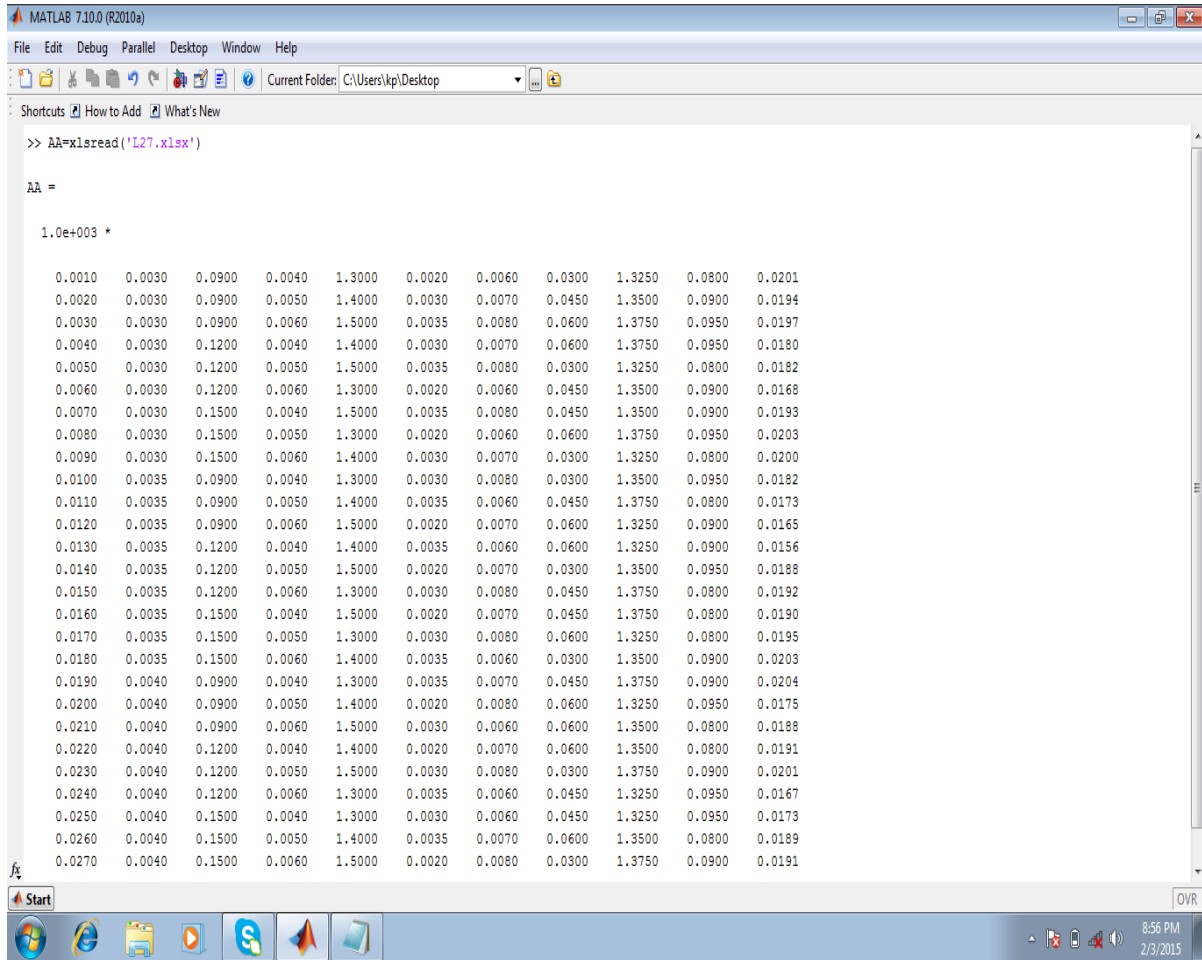 MATLAB 7.10.0 (R2010a)
File Edit Debug Parallel Desktop Window Help
Current Folder: C:\Users\kp\Desktop
Shortcuts How to Add What's New
>> AA=xlsread('L27.xlsx')
AA =
1.0e+003 *
0.0010 0.0030 0.0900 0.0040 1.3000 0.0020 0.0060 0.0300 1.3250 0.0800 0.0201
0.0020 0.0030 0.0900 0.0050 1.4000 0.0030 0.0070 0.0450 1.3500 0.0900 0.0194
0.0030 0.0030 0.0900 0.0060 1.5000 0.0035 0.0080 0.0600 1.3750 0.0950 0.0197
0.0040 0.0030 0.1200 0.0040 1.4000 0.0030 0.0070 0.0600 1.3750 0.0950 0.0180
0.0050 0.0030 0.1200 0.0050 1.5000 0.0035 0.0080 0.0300 1.3250 0.0800 0.0182
0.0060 0.0030 0.1200 0.0060 1.3000 0.0020 0.0060 0.0450 1.3500 0.0900 0.0168
0.0070 0.0030 0.1500 0.0040 1.5000 0.0035 0.0080 0.0450 1.3500 0.0900 0.0193
0.0080 0.0030 0.1500 0.0050 1.3000 0.0020 0.0060 0.0600 1.3750 0.0950 0.0203
0.0090 0.0030 0.1500 0.0060 1.4000 0.0030 0.0070 0.0300 1.3250 0.0800 0.0200
0.0100 0.0035 0.0900 0.0040 1.3000 0.0030 0.0080 0.0300 1.3500 0.0950 0.0182
0.0110 0.0035 0.0900 0.0050 1.4000 0.0035 0.0060 0.0450 1.3750 0.0800 0.0173
0.0120 0.0035 0.0900 0.0060 1.5000 0.0020 0.0070 0.0600 1.3250 0.0900 0.0165
0.0130 0.0035 0.1200 0.0040 1.4000 0.0035 0.0060 0.0600 1.3250 0.0900 0.0156
0.0140 0.0035 0.1200 0.0050 1.5000 0.0020 0.0070 0.0300 1.3500 0.0950 0.0188
0.0150 0.0035 0.1200 0.0060 1.3000 0.0030 0.0080 0.0450 1.3750 0.0800 0.0192
0.0160 0.0035 0.1500 0.0040 1.5000 0.0020 0.0070 0.0450 1.3750 0.0800 0.0190
0.0170 0.0035 0.1500 0.0050 1.3000 0.0030 0.0080 0.0600 1.3250 0.0800 0.0195
0.0180 0.0035 0.1500 0.0060 1.4000 0.0035 0.0060 0.0300 1.3500 0.0900 0.0203
0.0190 0.0040 0.0900 0.0040 1.3000 0.0035 0.0070 0.0450 1.3750 0.0900 0.0204
0.0200 0.0040 0.0900 0.0050 1.4000 0.0020 0.0080 0.0600 1.3250 0.0950 0.0175
0.0210 0.0040 0.0900 0.0060 1.5000 0.0030 0.0060 0.0600 1.3500 0.0800 0.0188
0.0220 0.0040 0.1200 0.0040 1.4000 0.0020 0.0070 0.0600 1.3500 0.0800 0.0191
0.0230 0.0040 0.1200 0.0050 1.5000 0.0030 0.0080 0.0300 1.3750 0.0900 0.0201
0.0240 0.0040 0.1200 0.0060 1.3000 0.0035 0.0060 0.0450 1.3250 0.0950 0.0167
0.0250 0.0040 0.1500 0.0040 1.3000 0.0030 0.0060 0.0450 1.3250 0.0950 0.0173
0.0260 0.0040 0.1500 0.0050 1.4000 0.0035 0.0070 0.0600 1.3500 0.0800 0.0189
0.0270 0.0040 0.1500 0.0060 1.5000 0.0020 0.0080 0.0300 1.3750 0.0900 0.0191
fx
Start OVR
8:56 PM
2/3/2015